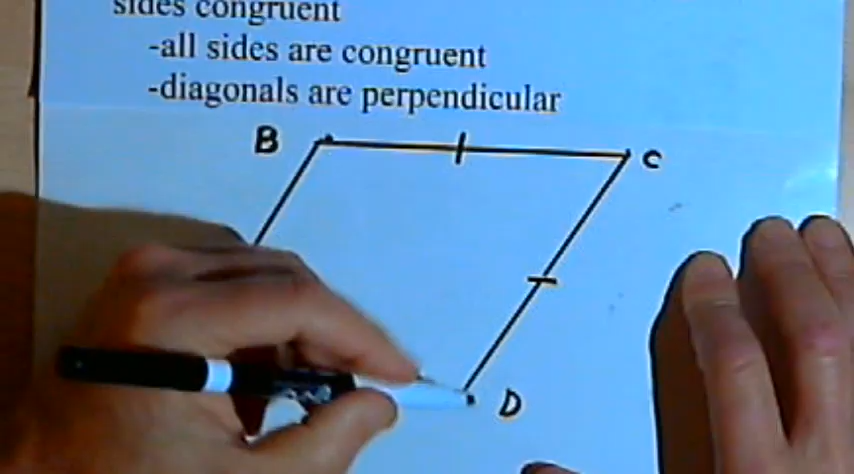 sides congruent
-all sides are congruent
-diagonals are perpendicular
B
C
D